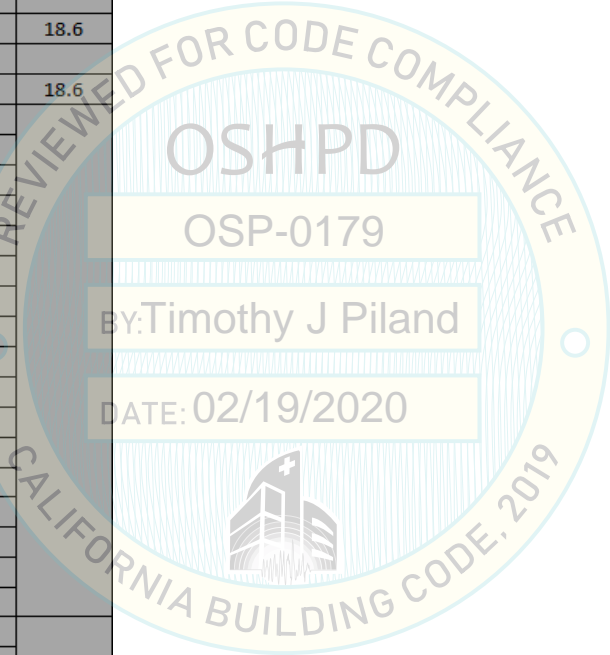 18.6
18.6
REVIEWED FOR CODE COMPLIANCE
OSHPD
OSP-0179
BY:Timothy J Piland
DATE: 02/19/2020
CALIFORNIA BUILDING CODE, 2019